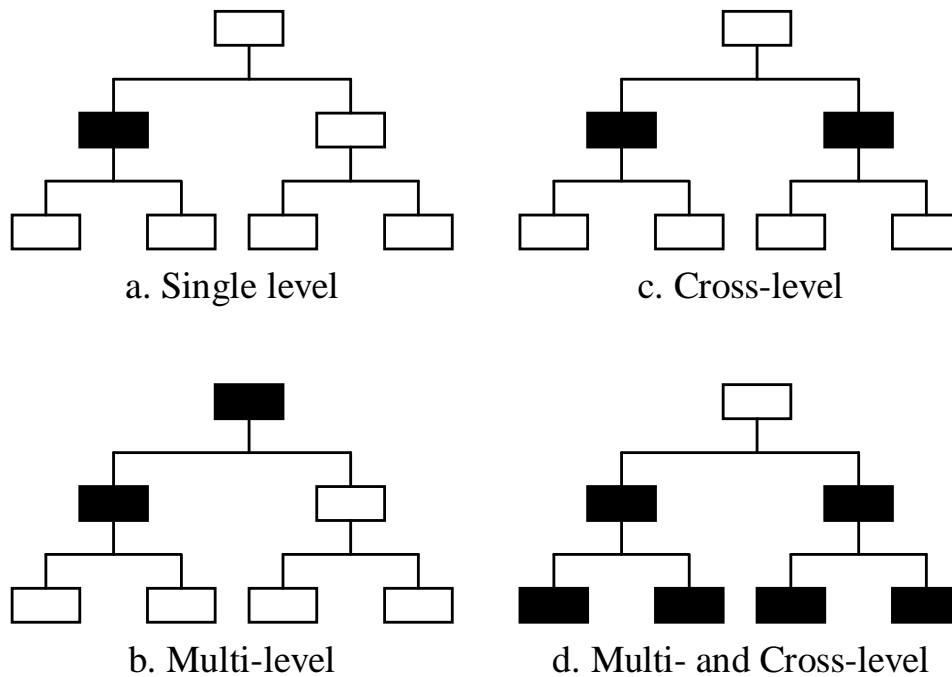 a. Single level
c. Cross-level
b. Multi-level
d. Multi- and Cross-level